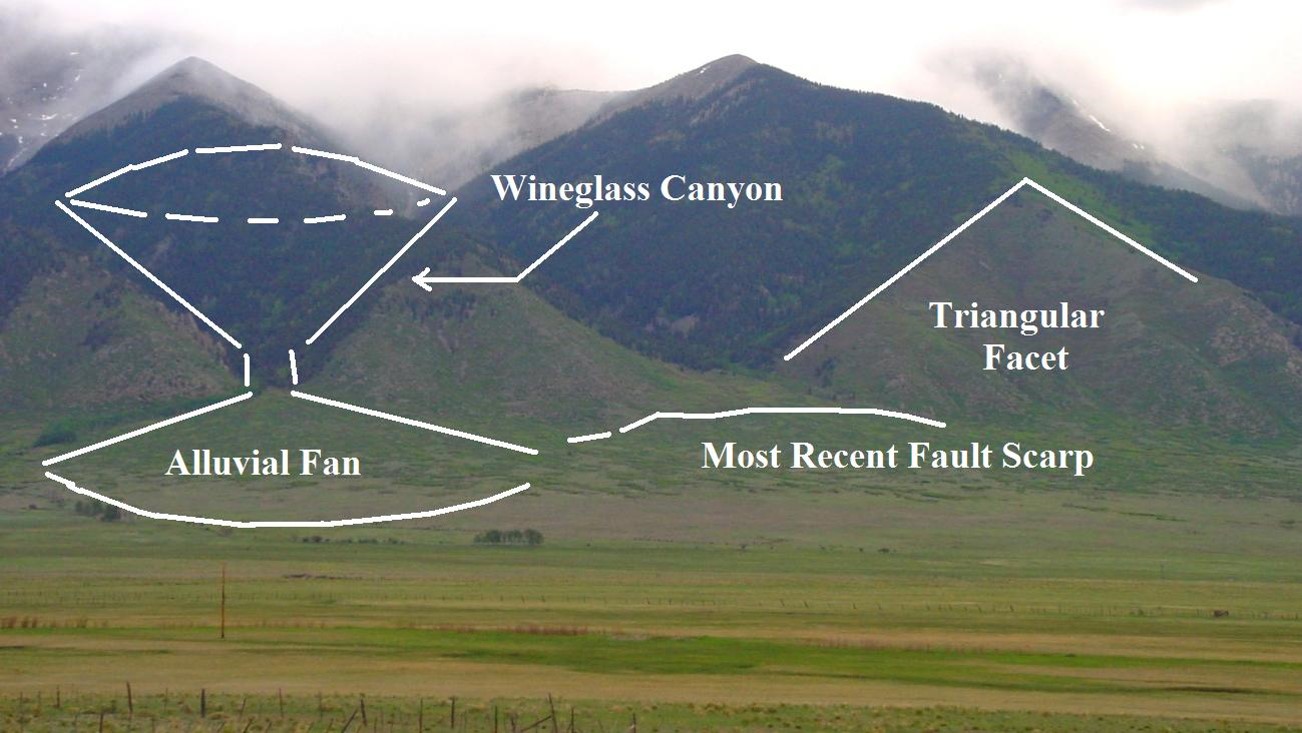 Wineglass Canyon
Triangular
Facet
Alluvial Fan
Most Recent Fault Scarp